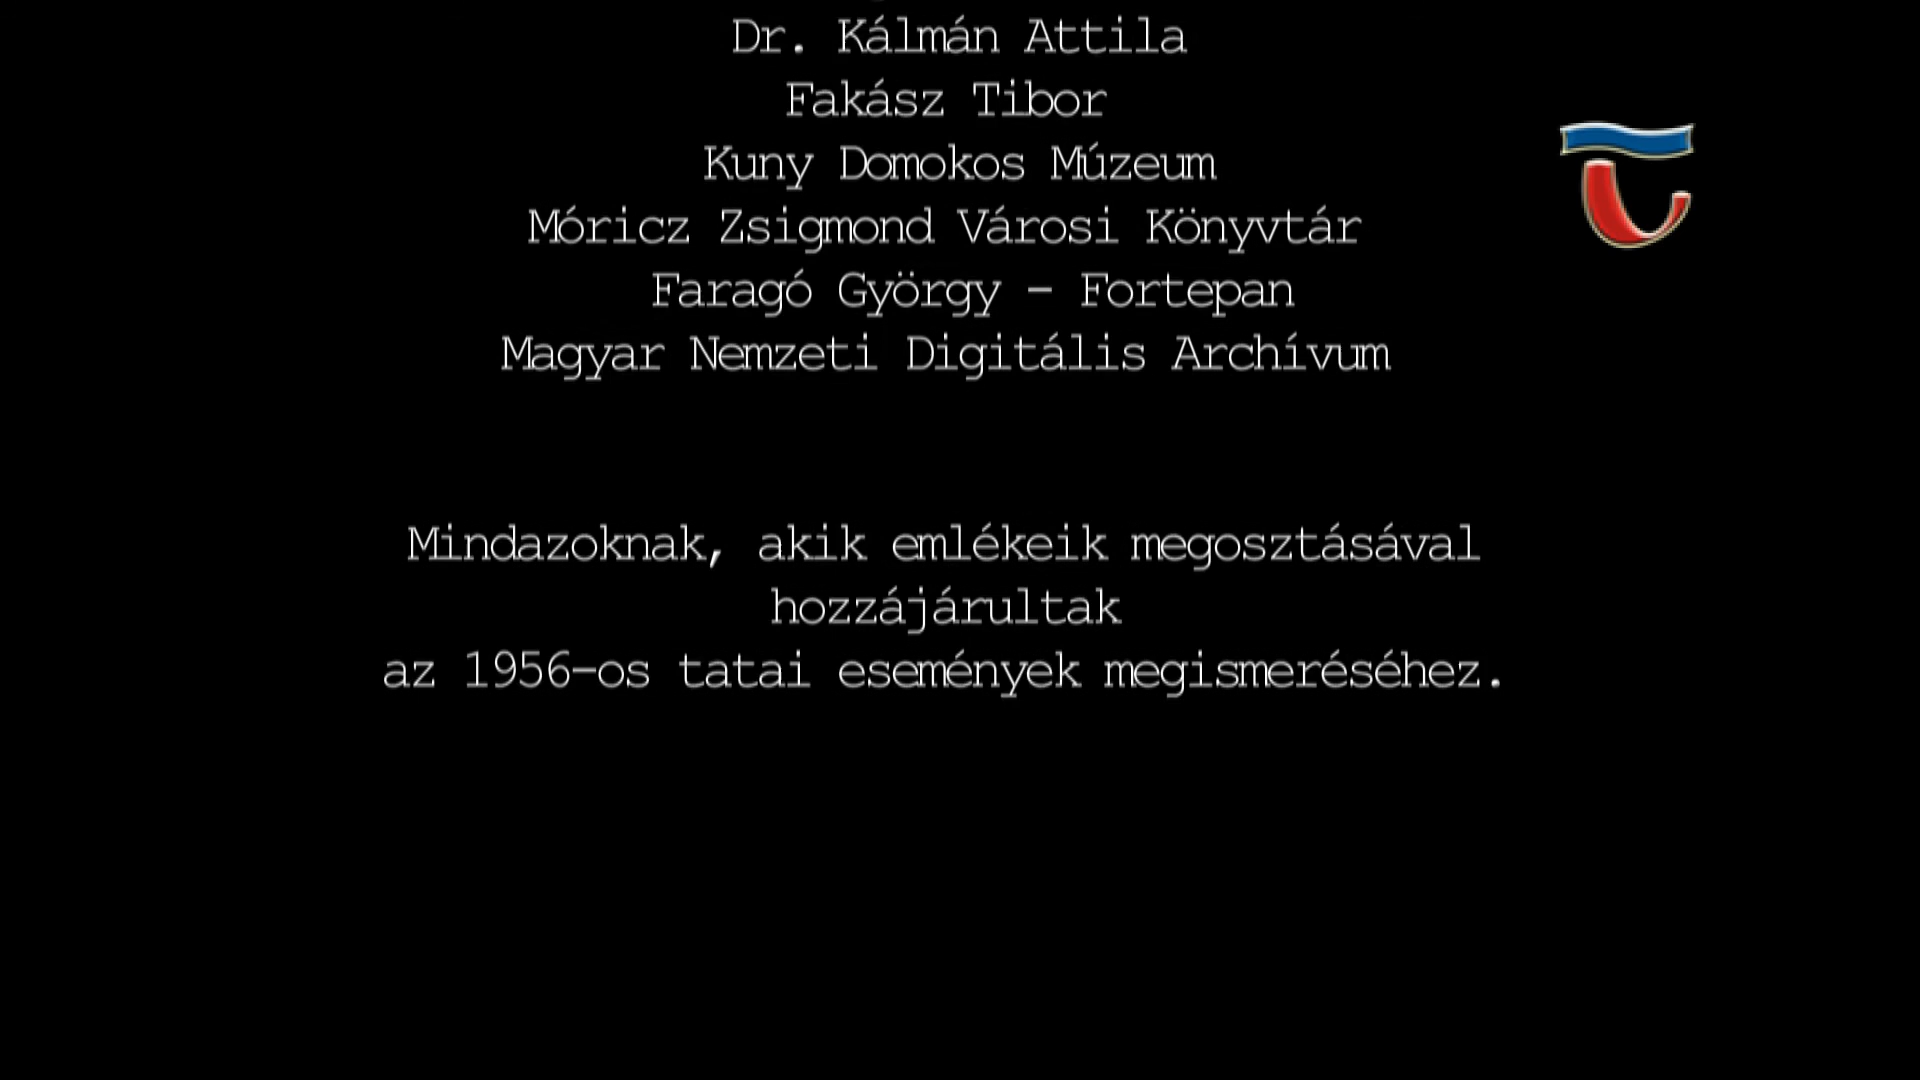 Dr. Kálmán Attila
Fakász Tibor
Kuny Domokos Múzeum
Móricz Zsigmond Városi Könyvtár
Faragó György - Fortepan
Magyar Nemzeti Digitális Archívum
Mindazoknak, akik emlékeik megosztásával
hozzájárultak
az 1956-os tatai események megismeréséhez.